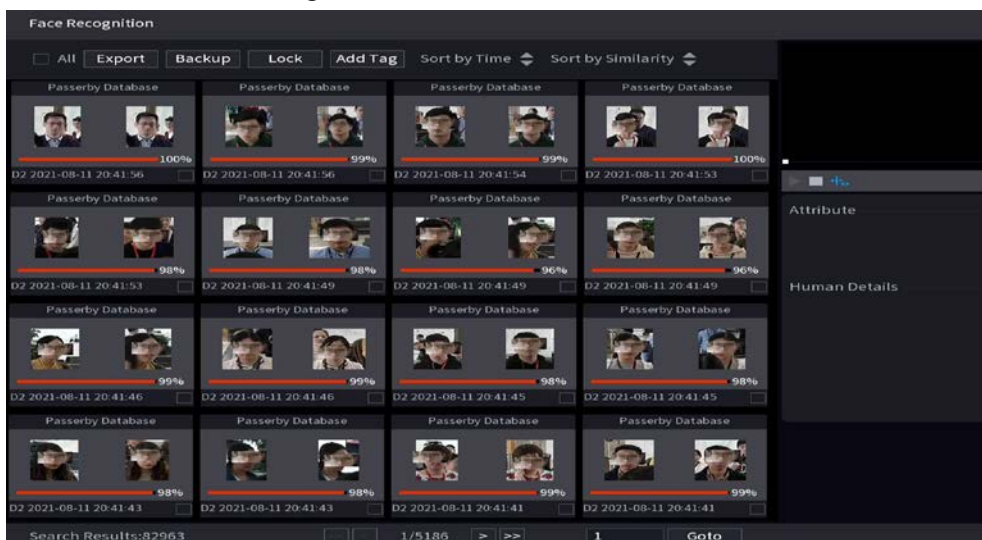 Face Recognition
All Export Backup Lock Add Tag Sort by Time Sort by Similarity
Passerby Database Passerby Database Passerby Database Passerby Database
100% 99% 99% 100%
D2 2021-08-11 20:41:56 D2 2021-08-11 20:41:56 D2 2021-08-11 20:41:54 D2 2021-08-11 20:41:53
Attribute
Passerby Database Passerby Database Passerby Database Passerby Database
98% 98% 96% 96%
D2 2021-08-11 20:41:53 D2 2021-08-11 20:41:49 D2 2021-08-11 20:41:49 D2 2021-08-11 20:41:49
Human Details
Passerby Database Passerby Database Passerby Database Passerby Database
99% 99% 98% 98%
D2 2021-08-11 20:41:46 D2 2021-08-11 20:41:46 D2 2021-08-11 20:41:45 D2 2021-08-11 20:41:45
Passerby Database Passerby Database Passerby Database Passerby Database
98% 98% 99% 99%
D2 2021-08-11 20:41:43 D2 2021-08-11 20:41:43 D2 2021-08-11 20:41:41 D2 2021-08-11 20:41:41
Search Results:82963 1/5186 > >> 1 Goto